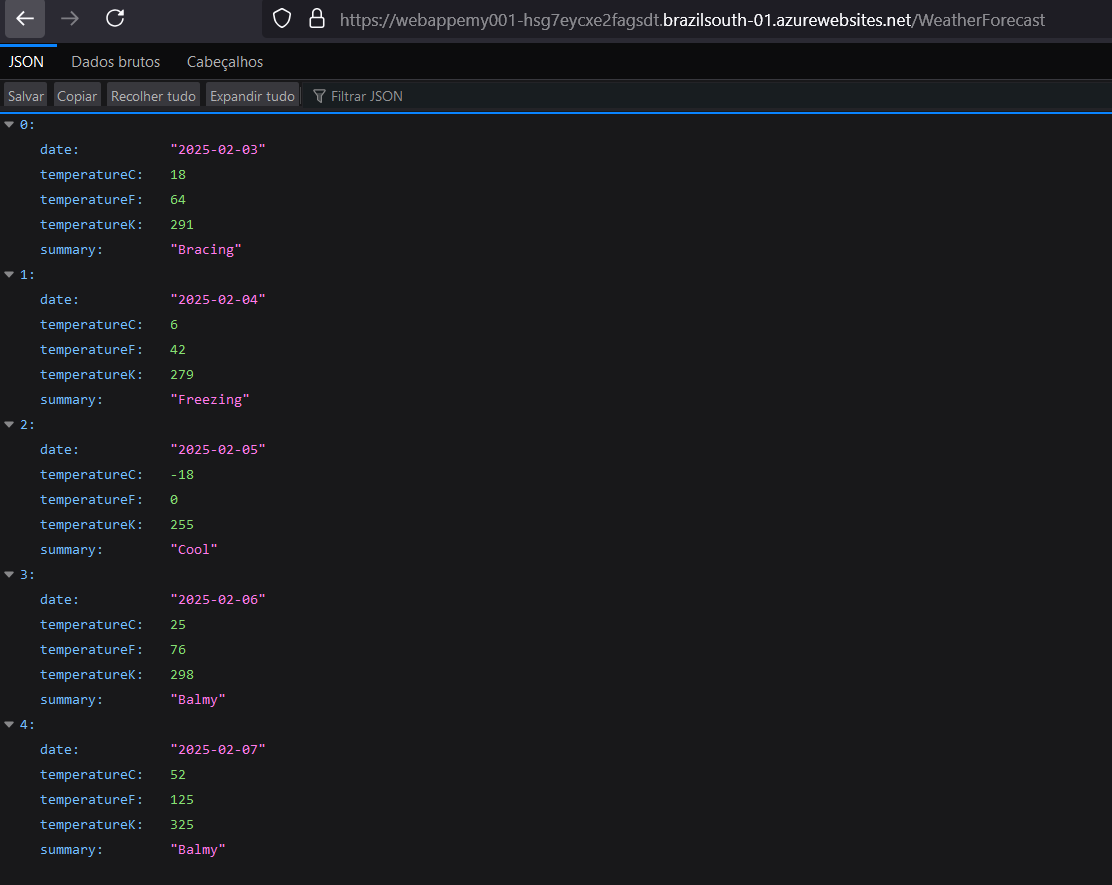 https://webappemy001-hsg7eycxe2fagsdt.brazilsouth-01.azurewebsites.net/WeatherForecast
JSON Dados brutos Cabeçalhos
Salvar Copiar Recolher tudo Expandir tudo Filtrar JSON
0:
date: "2025-02-03"
temperatureC: 18
temperatureF: 64
temperatureK: 291
summary: "Bracing"
1:
date: "2025-02-04"
temperatureC: 6
temperatureF: 42
temperatureK: 279
summary: "Freezing"
2:
date: "2025-02-05"
temperatureC: -18
temperatureF: 0
temperatureK: 255
summary: "Cool"
3:
date: "2025-02-06"
temperatureC: 25
temperatureF: 76
temperatureK: 298
summary: "Balmy"
4:
date: "2025-02-07"
temperatureC: 52
temperatureF: 125
temperatureK: 325
summary: "Balmy"